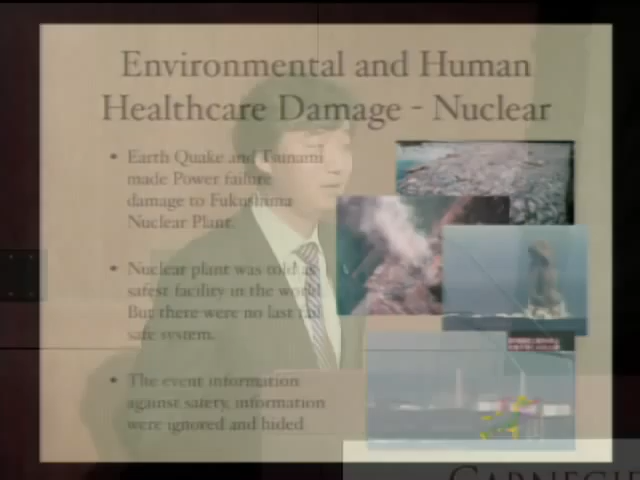 Environmental and Human
Healthcare Damage - Nuclear
• Earth Quake and Tsunami
made Power failure
damage to Fukushima
Nuclear Plant.
• Nuclear plant was told as
safest facility in the world.
But there were no last fail
safe system.
• The event information
against safety, information
were ignored and hided
CARNEGIE